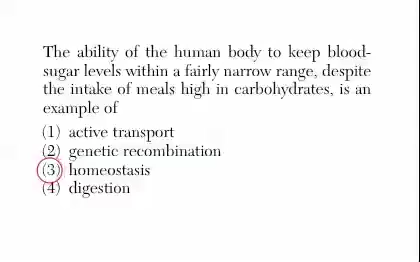 The ability of the human body to keep blood-
sugar levels within a fairly narrow range, despite
the intake of meals high in carbohydrates, is an
example of
(1) active transport
(2) genetic recombination
(3) homeostasis
(4) digestion